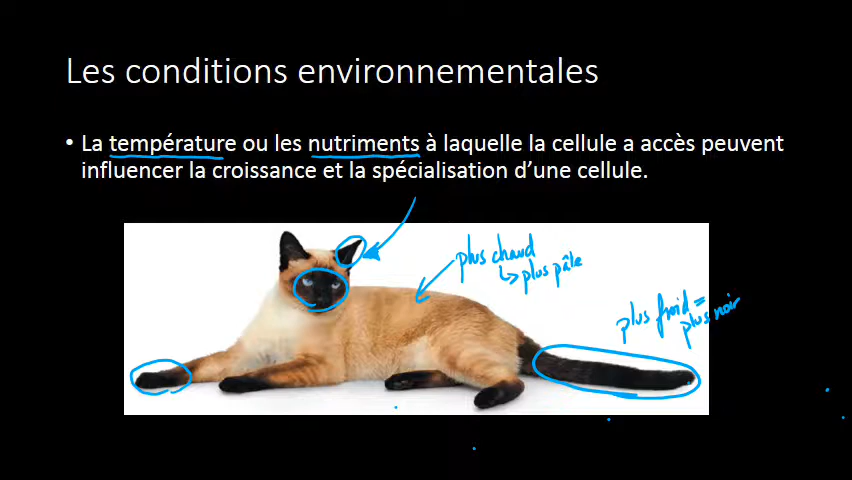 Les conditions environnementales
• La température ou les nutriments à laquelle la cellule a accès peuvent
influencer la croissance et la spécialisation d'une cellule.
plus chaud
↳ plus pâle
plus froid =
plus noir